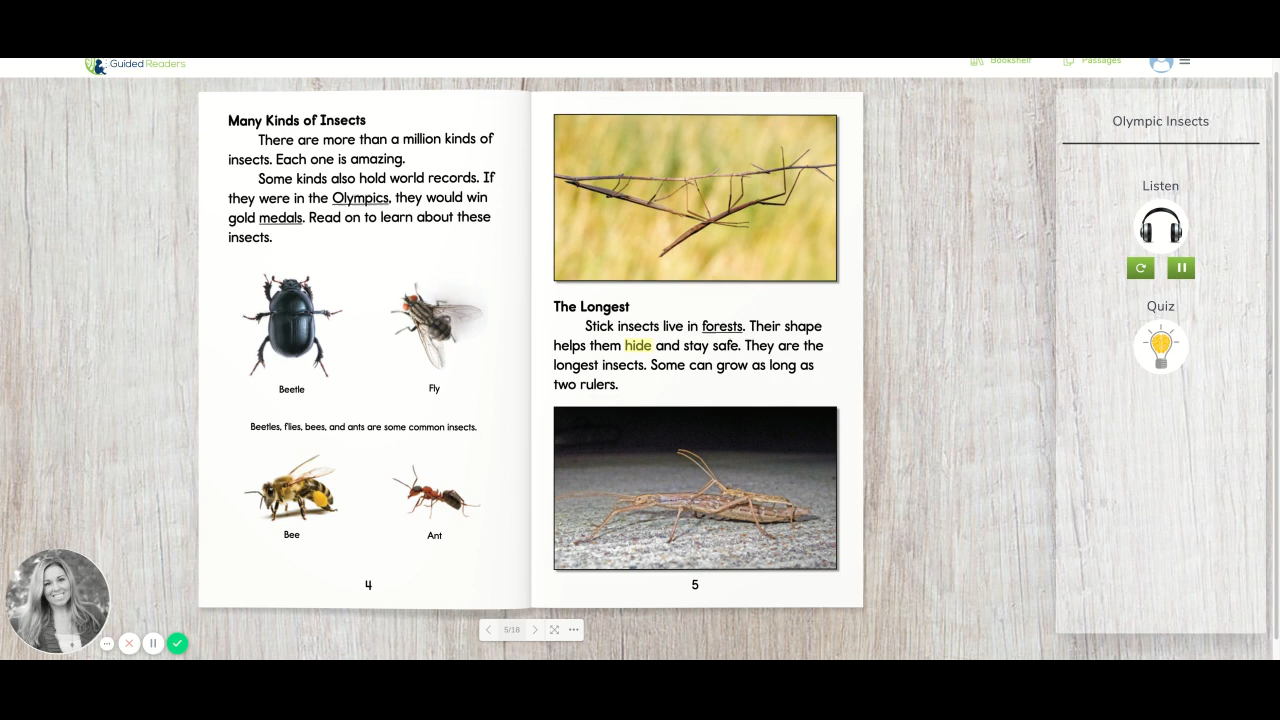 Guided Readers
Bookshelf
Passages
Many Kinds of Insects
There are more than a million kinds of
insects. Each one is amazing.
Some kinds also hold world records. If
they were in the Olympics, they would win
gold medals. Read on to learn about these
insects.
Beetle
Fly
Beetles, flies, bees, and ants are some common insects.
Bee
Ant
4
The Longest
Stick insects live in forests. Their shape
helps them hide and stay safe. They are the
longest insects. Some can grow as long as
two rulers.
5
5/18
Olympic Insects
Listen
Quiz